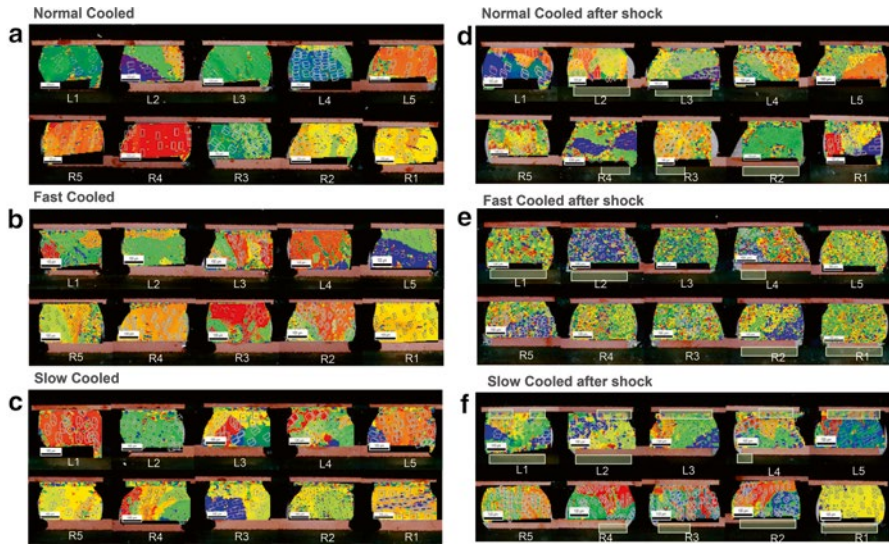 Normal Cooled
a
L1 L2 L3 L4 L5
R5 R4 R3 R2 R1
Fast Cooled
b
L1 L2 L3 L4 L5
R5 R4 R3 R2 R1
Slow Cooled
c
L1 L2 L3 L4 L5
R5 R4 R3 R2 R1
Normal Cooled after shock
d
L1 L2 L3 L4 L5
R5 R4 R3 R2 R1
Fast Cooled after shock
e
L1 L2 L3 L4 L5
R5 R4 R3 R2 R1
Slow Cooled after shock
f
L1 L2 L3 L4 L5
R5 R4 R3 R2 R1